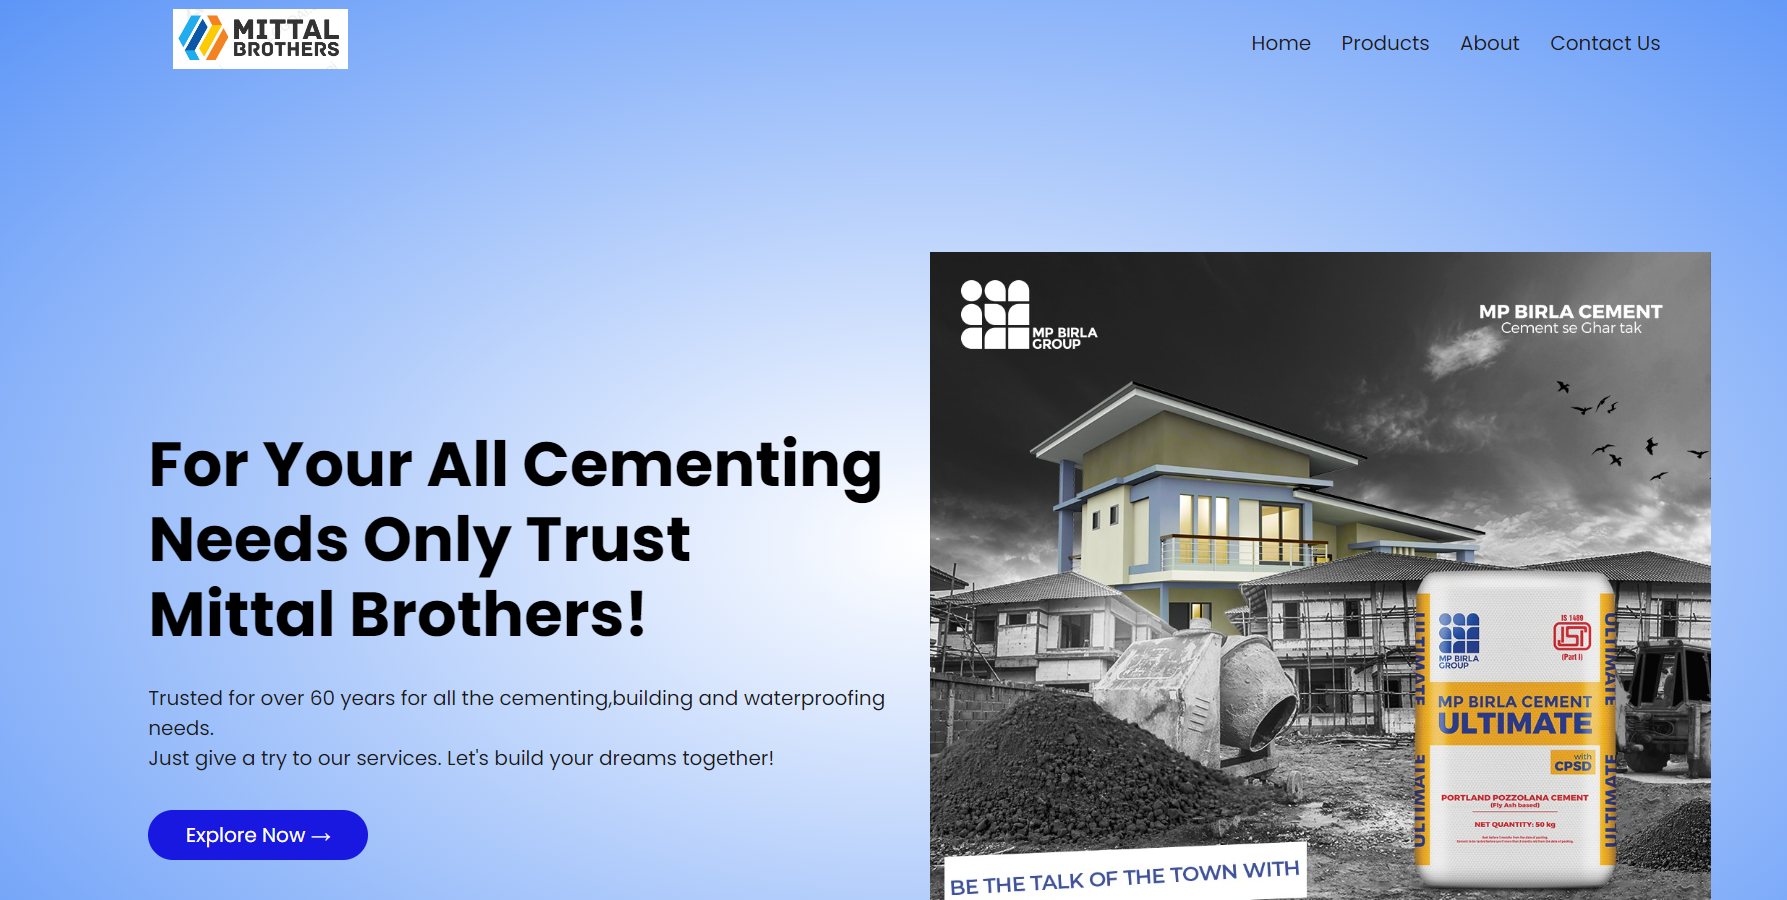 MITTAL
BROTHERS
Home
Products
About
Contact Us
For Your All Cementing
Needs Only Trust
Mittal Brothers!
Trusted for over 60 years for all the cementing,building and waterproofing
needs.
Just give a try to our services. Let's build your dreams together!
Explore Now →
MP BIRLA
GROUP
MP BIRLA CEMENT
Cement se Ghar tak
MP BIRLA
GROUP
IS 1489
ISI
(Part I)
ULTIMATE
ULTIMATE
MP BIRLA CEMENT
ULTIMATE
with
CPSD
ULTIMATE
ULTIMATE
PORTLAND POZZOLANA CEMENT
(Fly Ash based)
NET QUANTITY: 50 kg
BE THE TALK OF THE TOWN WITH